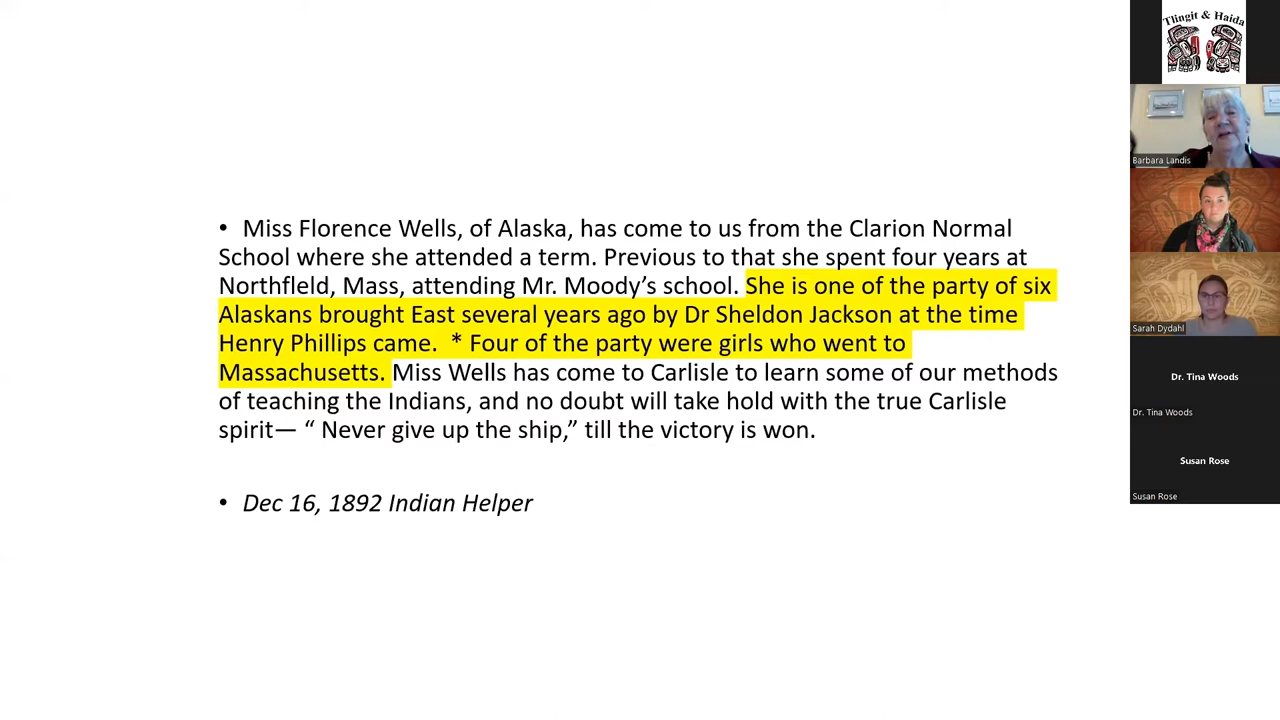 • Miss Florence Wells, of Alaska, has come to us from the Clarion Normal
School where she attended a term. Previous to that she spent four years at
Northfield, Mass, attending Mr. Moody’s school. She is one of the party of six
Alaskans brought East several years ago by Dr Sheldon Jackson at the time
Henry Phillips came. * Four of the party were girls who went to
Massachusetts. Miss Wells has come to Carlisle to learn some of our methods
of teaching the Indians, and no doubt will take hold with the true Carlisle
spirit— “ Never give up the ship,” till the victory is won.
• Dec 16, 1892 Indian Helper
Tlingit & Haida
Barbara Landis
Sarah Dydahl
Dr. Tina Woods
Dr. Tina Woods
Susan Rose
Susan Rose